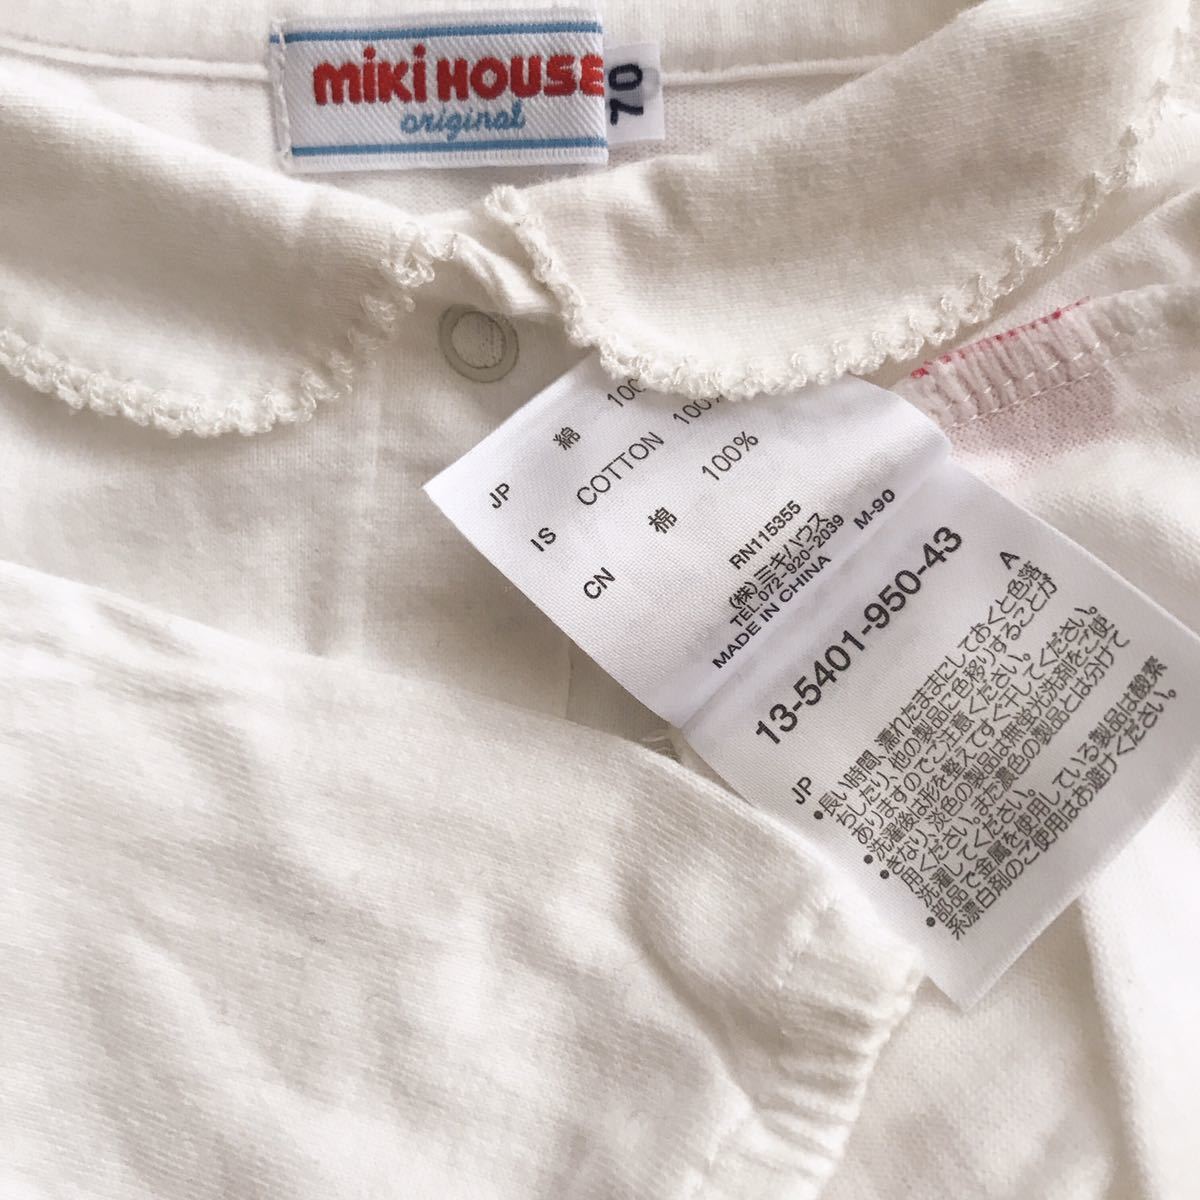 miki HOUSE
original
70
JP 綿 100
IS COTTON 100%
CN 棉 100%
RN115355
(株)ミキハウス
TEL.072-920-2039
MADE IN CHINA M-90
13-5401-950-43
JP A
•長い時間、濡れたままにしておくと色落
ちしたり、他の製品に色移りすることが
ありますのでご注意ください。
•洗濯後は形を整えてすぐ干してください。
•きなり、淡色の製品は無蛍光洗剤をご使
用ください。また濃色の製品とは分けて
洗濯してください。
•部品で金属を使用している製品は酸素
系漂白剤のご使用はお避けください。